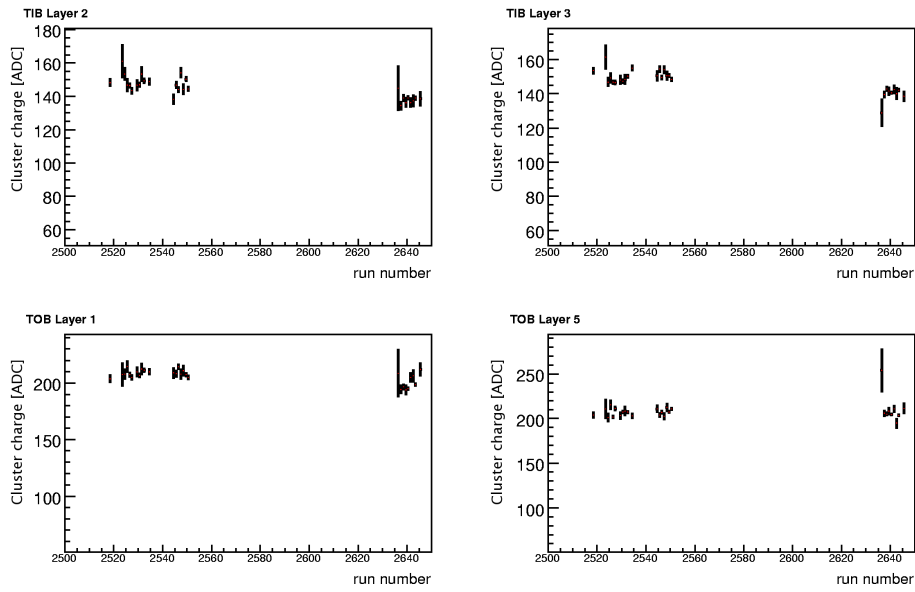 TIB Layer 2
Cluster charge [ADC]
180
160
140
120
100
80
60
2500 2520 2540 2560 2580 2600 2620 2640
run number
TIB Layer 3
Cluster charge [ADC]
160
140
120
100
80
60
2500 2520 2540 2560 2580 2600 2620 2640
run number
TOB Layer 1
Cluster charge [ADC]
200
150
100
2500 2520 2540 2560 2580 2600 2620 2640
run number
TOB Layer 5
Cluster charge [ADC]
250
200
150
100
2500 2520 2540 2560 2580 2600 2620 2640
run number